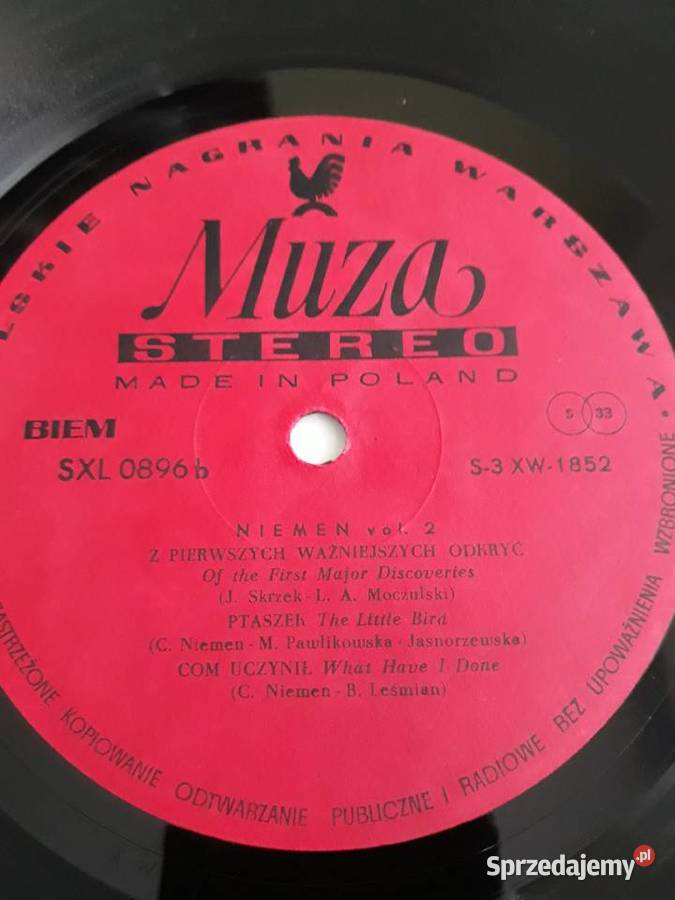 LSKIE NAGRANIA WARSZAWA •
Muza
STEREO
MADE IN POLAND
BIEM
S 33
SXL 0896 b
S-3 XW-1852
NIEMEN vol. 2
Z PIERWSZYCH WAŻNIEJSZYCH ODKRYĆ
Of the First Major Discoveries
(J. Skrzek - L. A. Moczulski)
PTASZEK The Little Bird
(C. Niemen - M. Pawlikowska - Jasnorzewska)
COM UCZYNIŁ What Have I Done
(C. Niemen - B. Leśmian)
ZASTRZEŻONE KOPIOWANIE ODTWARZANIE PUBLICZNE I RADIOWE BEZ UPOWAŻNIENIA WZBRONIONE
Sprzedajemy.pl